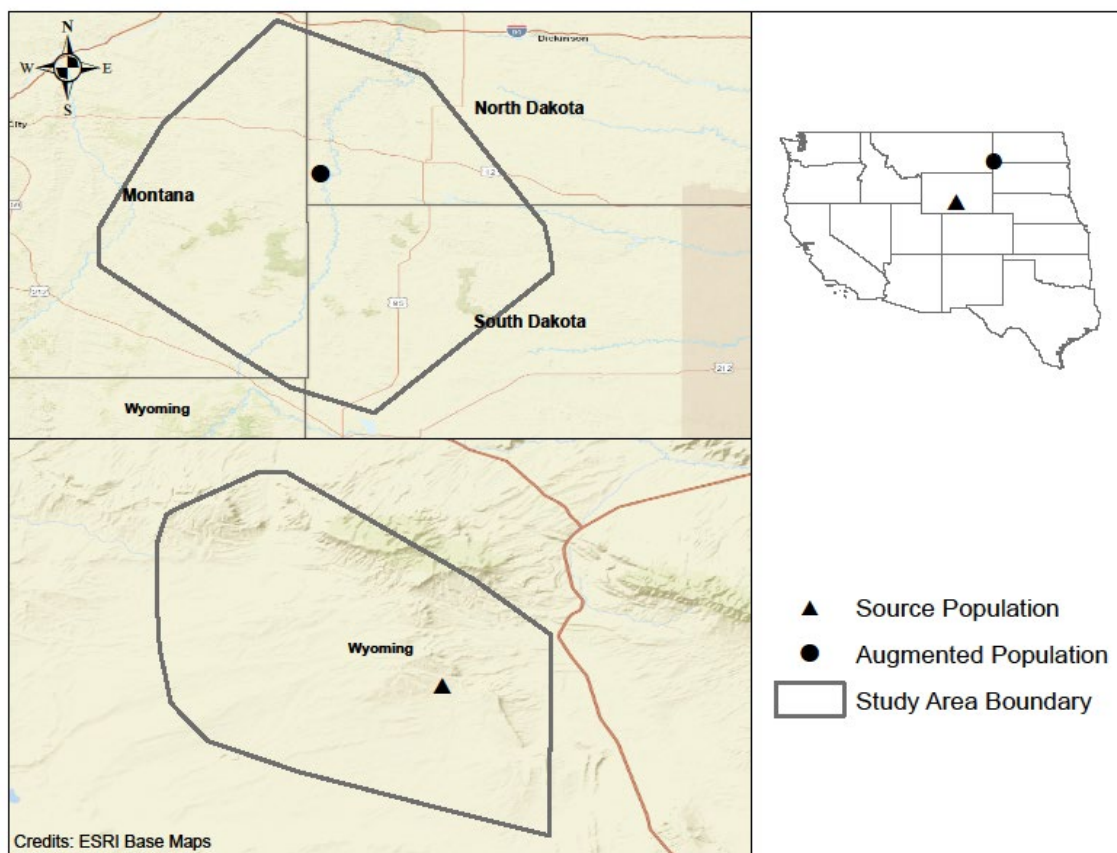 N
W E
S
94
Dickinson
City
North Dakota
12
Montana
212
85
South Dakota
212
Wyoming
Wyoming
Source Population
Augmented Population
Study Area Boundary
Credits: ESRI Base Maps